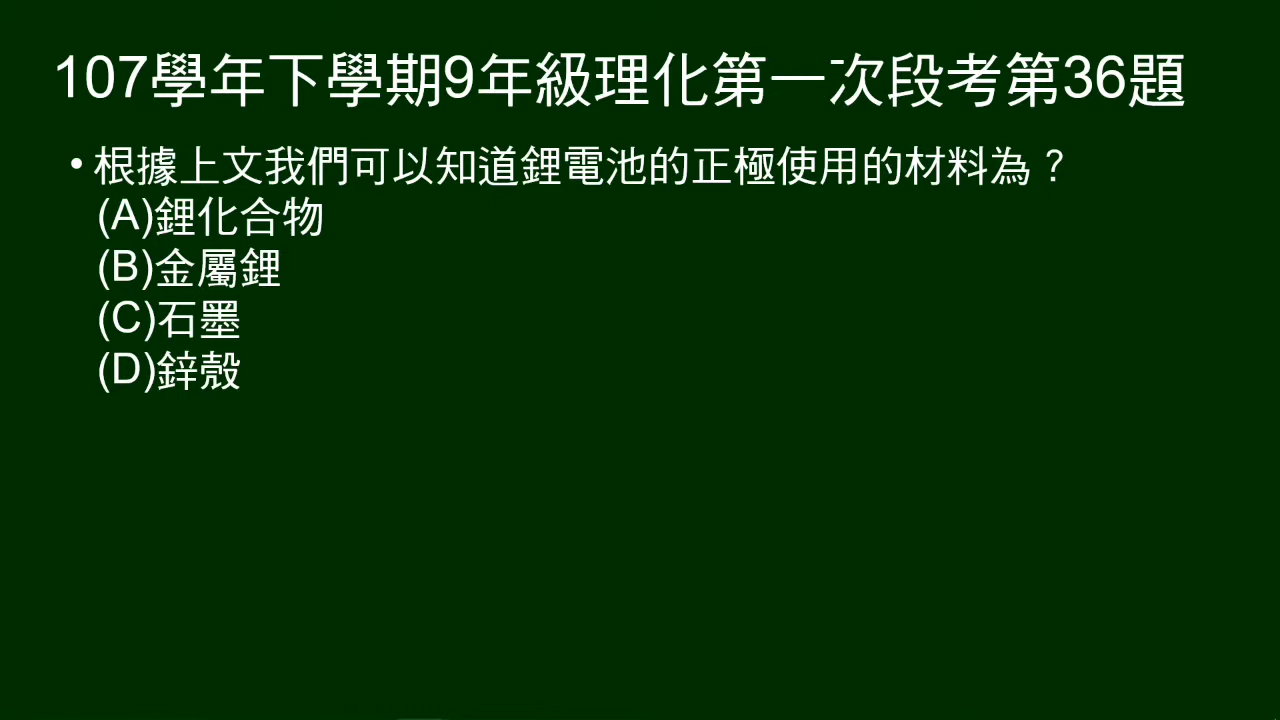 107學年下學期9年級理化第一次段考第36題
• 根據上文我們可以知道鋰電池的正極使用的材料為？
(A)鋰化合物
(B)金屬鋰
(C)石墨
(D)鋅殼